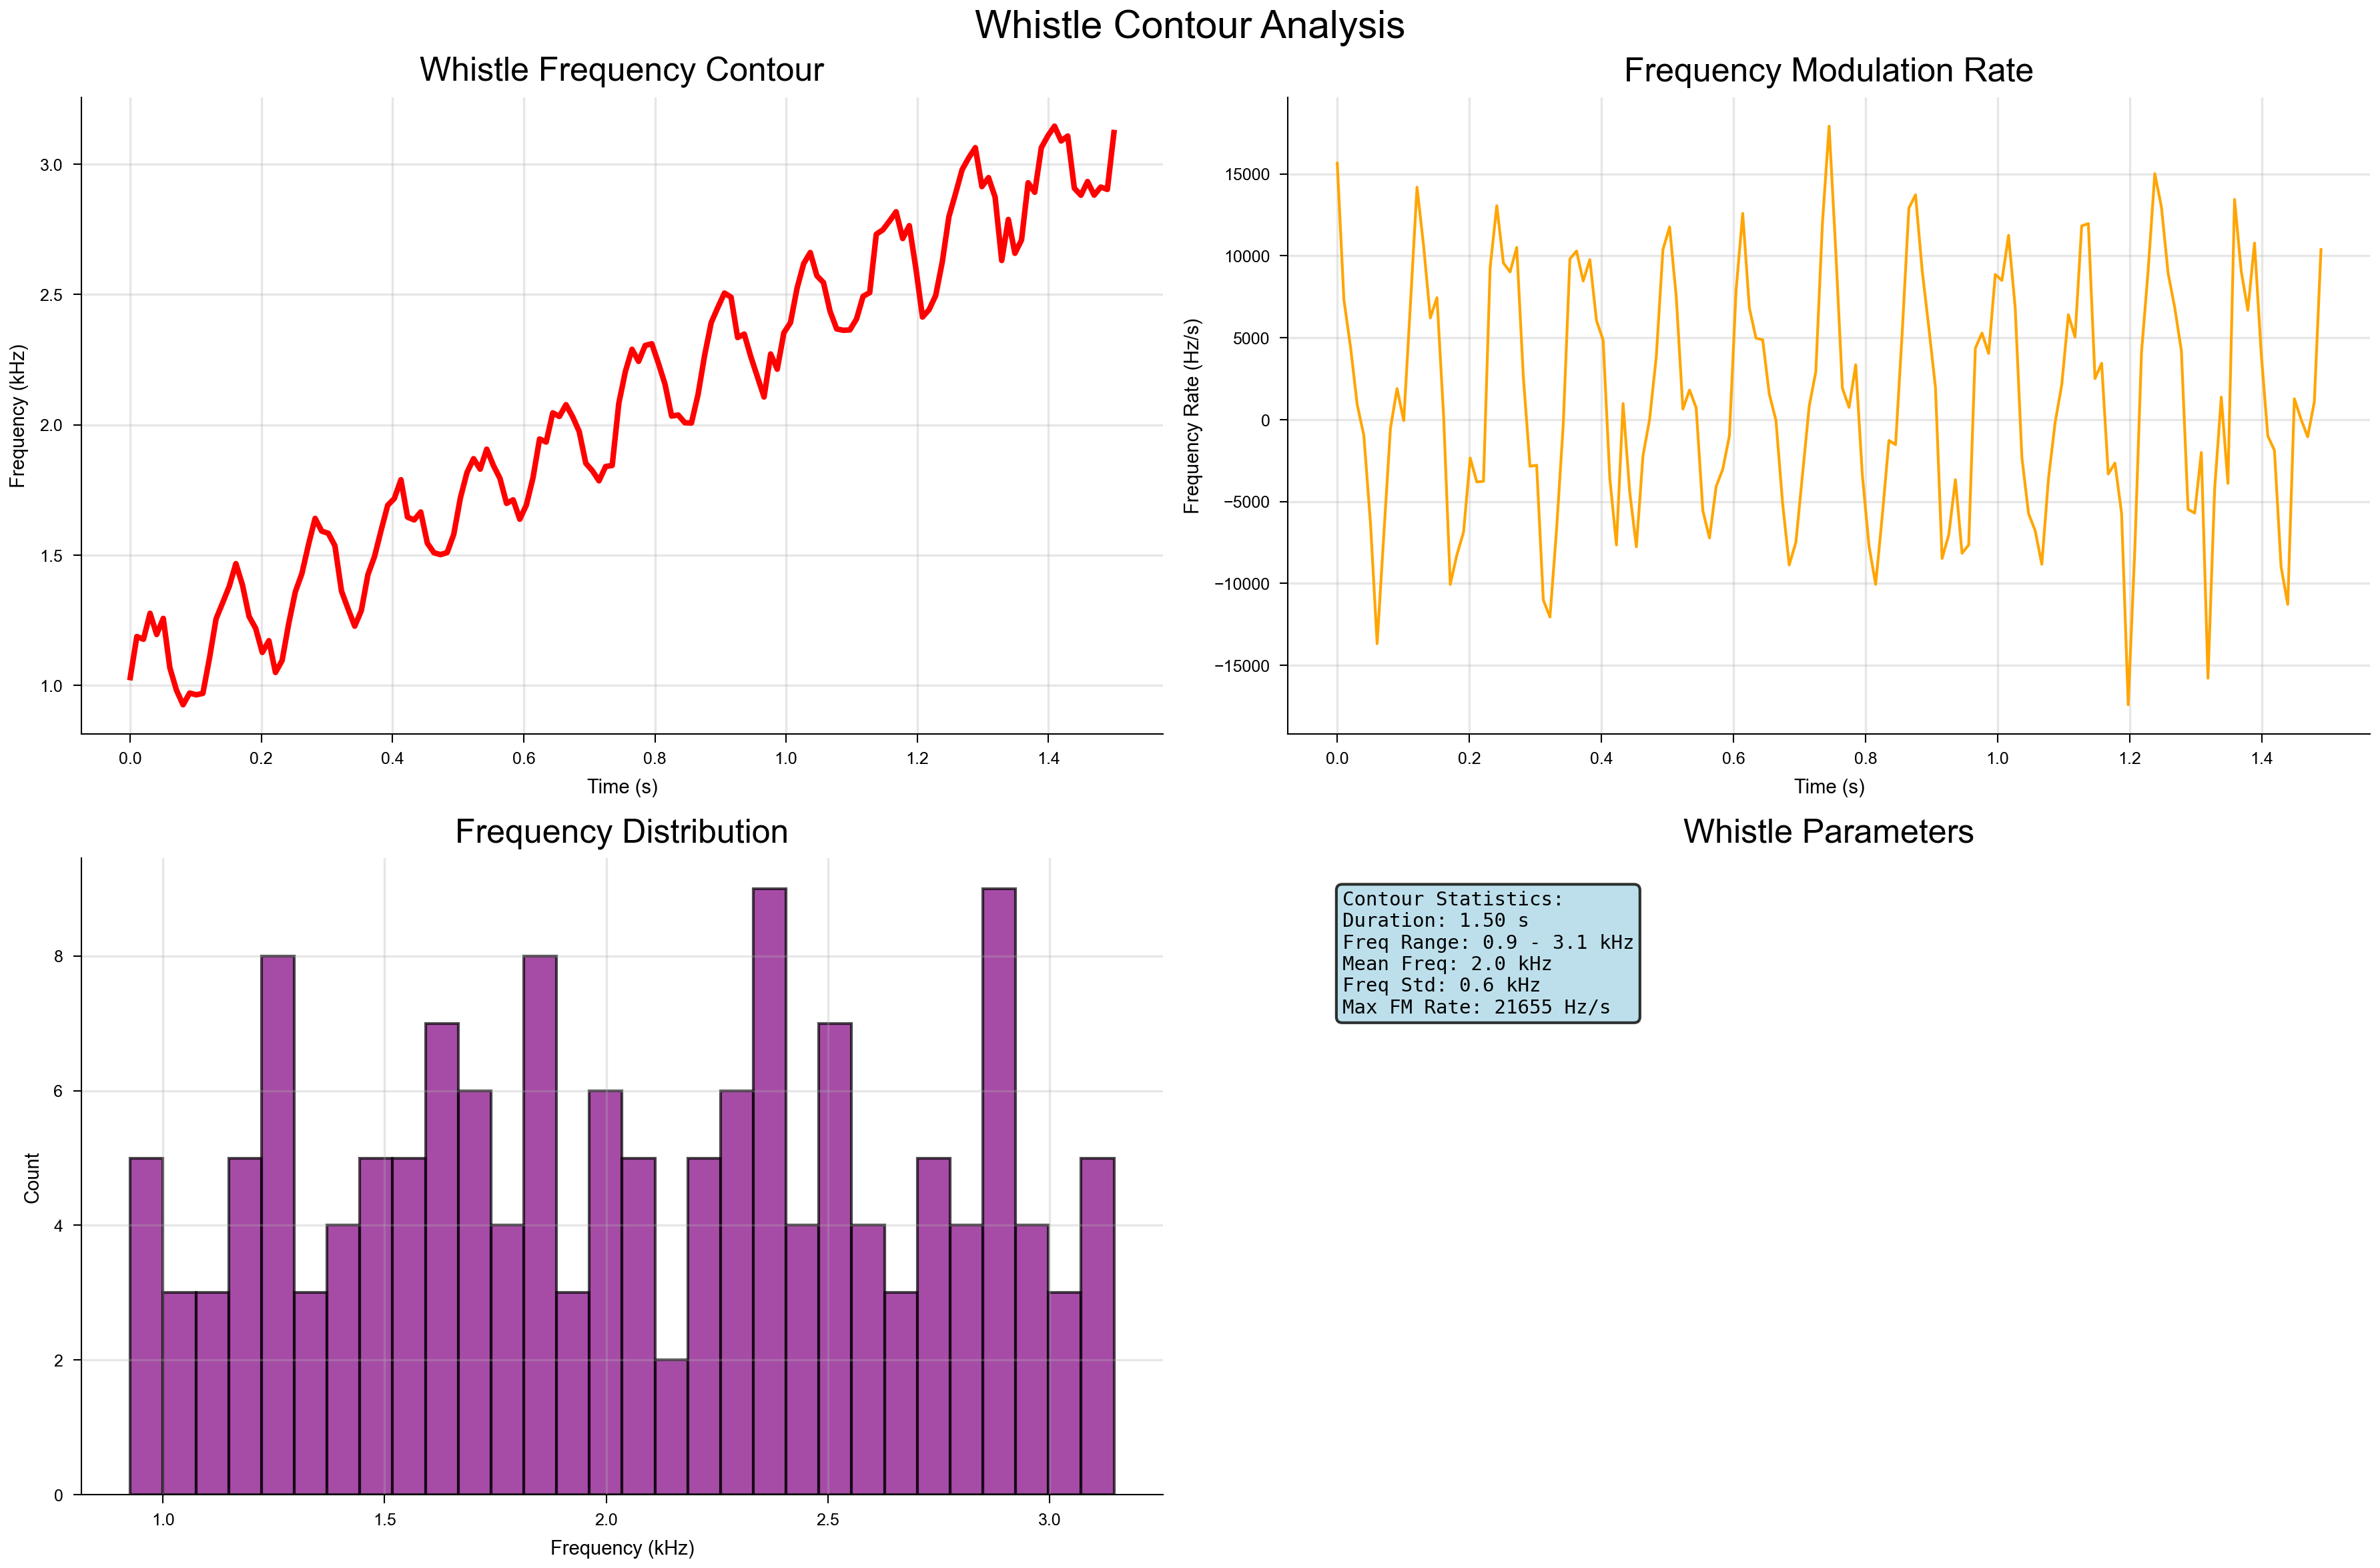 Whistle Contour Analysis
Whistle Frequency Contour
Frequency (kHz)
3.0
2.5
2.0
1.5
1.0
0.0 0.2 0.4 0.6 0.8 1.0 1.2 1.4
Time (s)
Frequency Modulation Rate
Frequency Rate (Hz/s)
15000
10000
5000
0
−5000
−10000
−15000
0.0 0.2 0.4 0.6 0.8 1.0 1.2 1.4
Time (s)
Frequency Distribution
Count
8
6
4
2
0
1.0 1.5 2.0 2.5 3.0
Frequency (kHz)
Whistle Parameters
Contour Statistics:
Duration: 1.50 s
Freq Range: 0.9 - 3.1 kHz
Mean Freq: 2.0 kHz
Freq Std: 0.6 kHz
Max FM Rate: 21655 Hz/s